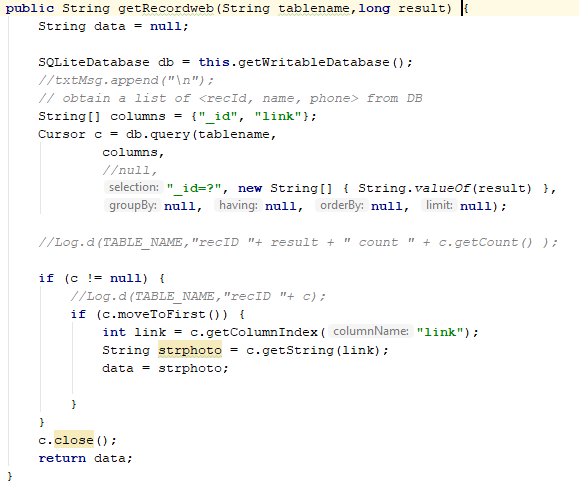 public String getRecordweb(String tablename,long result) {
    String data = null;

    SQLiteDatabase db = this.getWritableDatabase();
    //txtMsg.append("\n");
    // obtain a list of <recId, name, phone> from DB
    String[] columns = {"_id", "link"};
    Cursor c = db.query(tablename,
            columns,
            //null,
            selection: "_id=?", new String[] { String.valueOf(result) },
            groupBy: null, having: null, orderBy: null, limit: null);

    //Log.d(TABLE_NAME,"recID "+ result + " count " + c.getCount() );

    if (c != null) {
        //Log.d(TABLE_NAME,"recID "+ c);
        if (c.moveToFirst()) {
            int link = c.getColumnIndex( columnName: "link");
            String strphoto = c.getString(link);
            data = strphoto;

        }
    }
    c.close();
    return data;
}